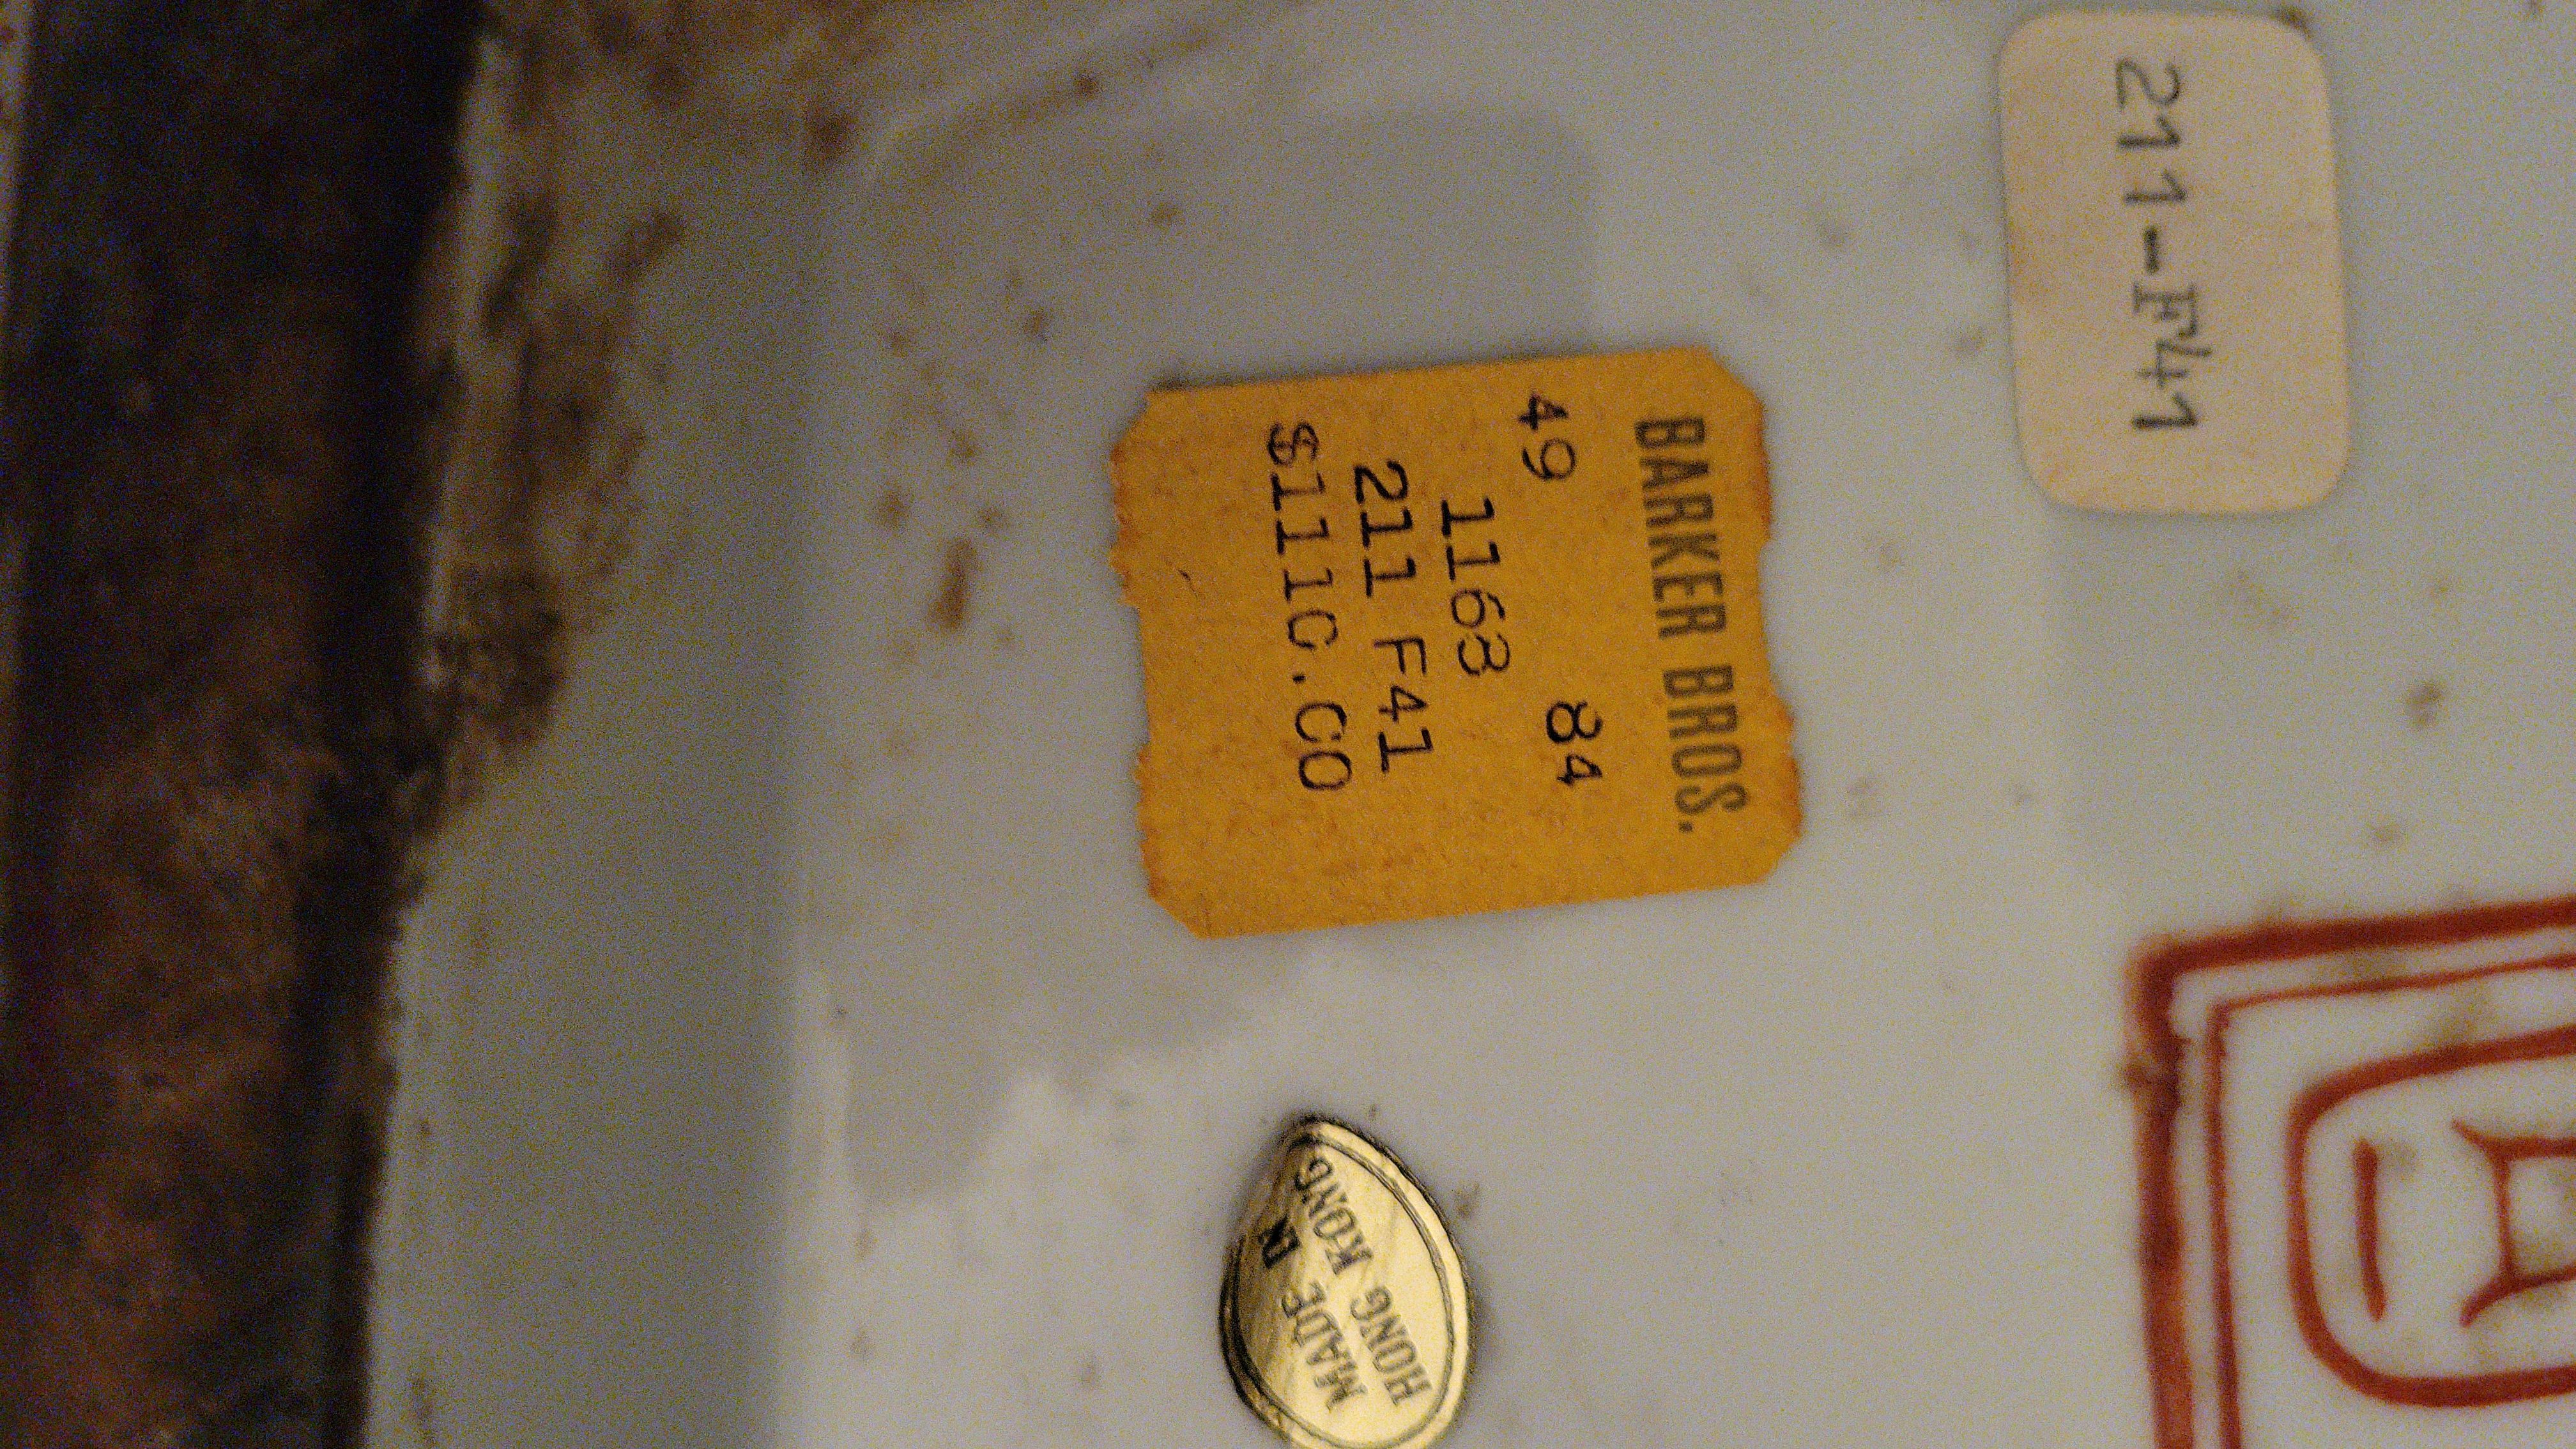 211-F41
BARKER BROS.
49 84
1163
211 F41
$111C.CO
MADE IN
HONG KONG